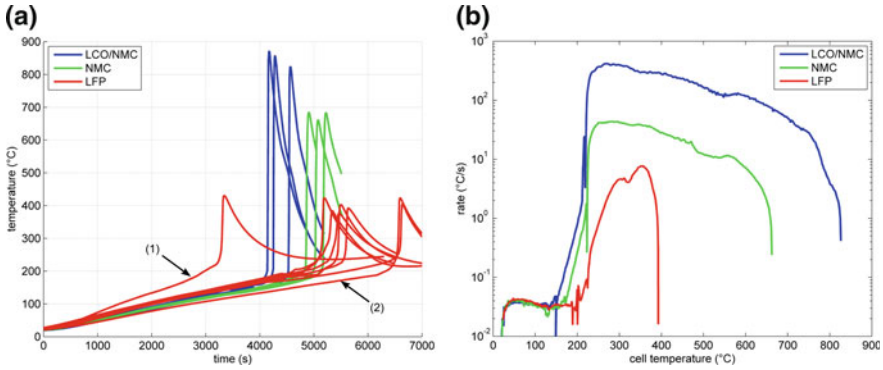 (a)
900
800
700
600
500
400
300
200
100
0
temperature (°C)
LCO/NMC
NMC
LFP
(1)
(2)
0 1000 2000 3000 4000 5000 6000 7000
time (s)
(b)
10³
10²
10¹
10⁰
10⁻¹
10⁻²
rate (°C/s)
LCO/NMC
NMC
LFP
0 100 200 300 400 500 600 700 800 900
cell temperature (°C)